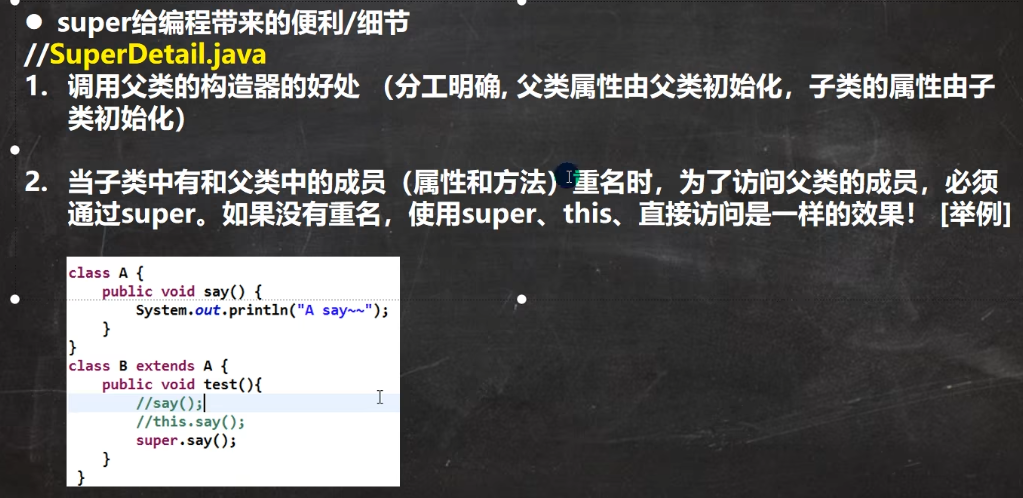 ● super给编程带来的便利/细节
//SuperDetail.java
1. 调用父类的构造器的好处 （分工明确, 父类属性由父类初始化，子类的属性由子
类初始化）
2. 当子类中有和父类中的成员（属性和方法）重名时，为了访问父类的成员，必须
通过super。如果没有重名，使用super、this、直接访问是一样的效果！ [举例]
class A {
public void say() {
System.out.println("A say~~");
}
}
class B extends A {
public void test(){
//say();
//this.say();
super.say();
}
}